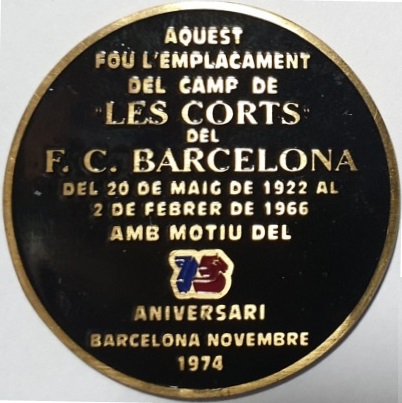 AQUEST
FOU L'EMPLAÇAMENT
DEL CAMP DE
"LES CORTS"
DEL
F. C. BARCELONA
DEL 20 DE MAIG DE 1922 AL
2 DE FEBRER DE 1966
AMB MOTIU DEL
75
ANIVERSARI
BARCELONA NOVEMBRE
1974